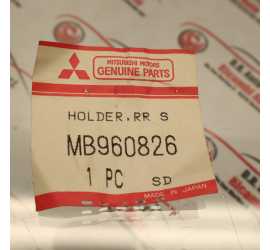 MITSUBISHI MOTORS
GENUINE PARTS
HOLDER,RR S
MB960826
1 PC SD
MADE IN JAPAN